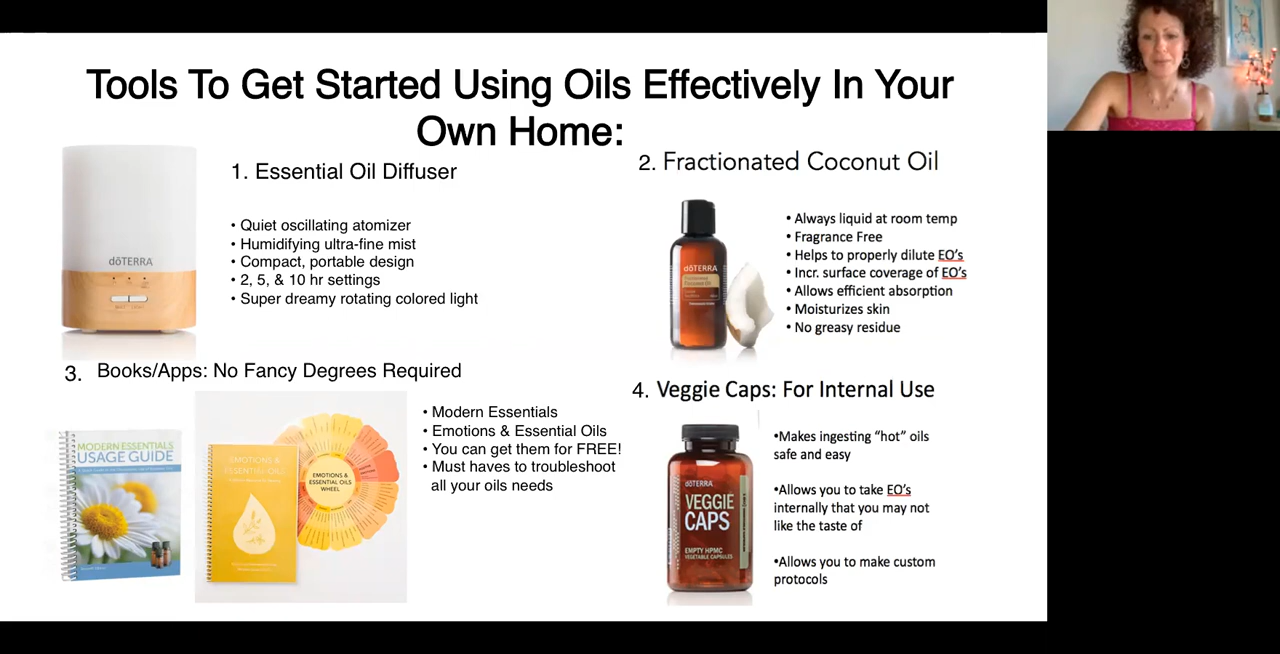 Tools To Get Started Using Oils Effectively In Your
Own Home:
1. Essential Oil Diffuser
• Quiet oscillating atomizer
• Humidifying ultra-fine mist
• Compact, portable design
• 2, 5, & 10 hr settings
• Super dreamy rotating colored light
dōTERRA
2. Fractionated Coconut Oil
• Always liquid at room temp
• Fragrance Free
• Helps to properly dilute EO's
• Incr. surface coverage of EO's
• Allows efficient absorption
• Moisturizes skin
• No greasy residue
dōTERRA
Fractionated
Coconut Oil
3. Books/Apps: No Fancy Degrees Required
• Modern Essentials
• Emotions & Essential Oils
• You can get them for FREE!
• Must haves to troubleshoot
all your oils needs
MODERN ESSENTIALS
USAGE GUIDE
EMOTIONS &
ESSENTIAL OILS
EMOTIONS &
ESSENTIAL OILS
WHEEL
4. Veggie Caps: For Internal Use
•Makes ingesting “hot” oils
safe and easy
•Allows you to take EO's
internally that you may not
like the taste of
•Allows you to make custom
protocols
dōTERRA
VEGGIE
CAPS
EMPTY HPMC
VEGETABLE CAPSULES